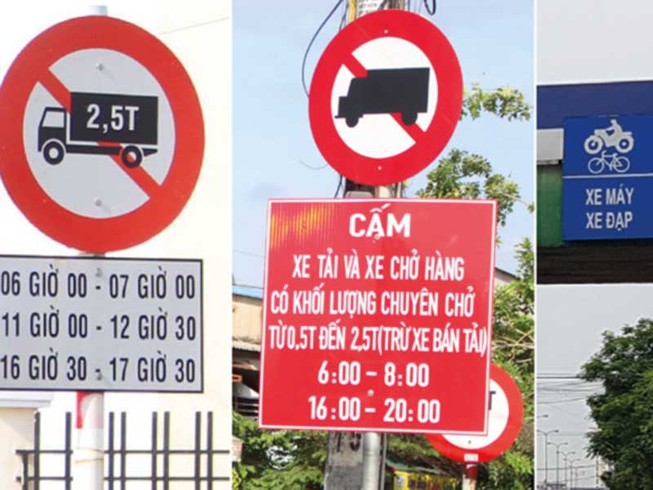 2,5T
06 GIỜ 00 - 07 GIỜ 00
11 GIỜ 00 - 12 GIỜ 30
16 GIỜ 30 - 17 GIỜ 30
CẤM
XE TẢI VÀ XE CHỞ HÀNG
CÓ KHỐI LƯỢNG CHUYÊN CHỞ
TỪ 0,5T ĐẾN 2,5T(TRỪ XE BÁN TẢI)
6:00 - 8:00
16:00 - 20:00
XE MÁY
XE ĐẠP